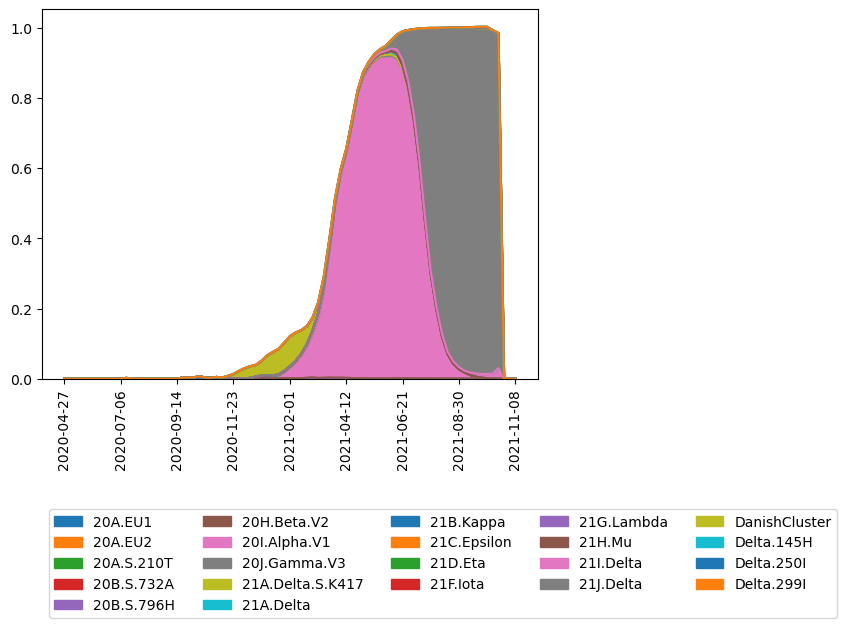 1.0
0.8
0.6
0.4
0.2
0.0
2020-04-27
2020-07-06
2020-09-14
2020-11-23
2021-02-01
2021-04-12
2021-06-21
2021-08-30
2021-11-08
20A.EU1
20A.EU2
20A.S.210T
20B.S.732A
20B.S.796H
20H.Beta.V2
20I.Alpha.V1
20J.Gamma.V3
21A.Delta.S.K417
21A.Delta
21B.Kappa
21C.Epsilon
21D.Eta
21F.Iota
21G.Lambda
21H.Mu
21I.Delta
21J.Delta
DanishCluster
Delta.145H
Delta.250I
Delta.299I